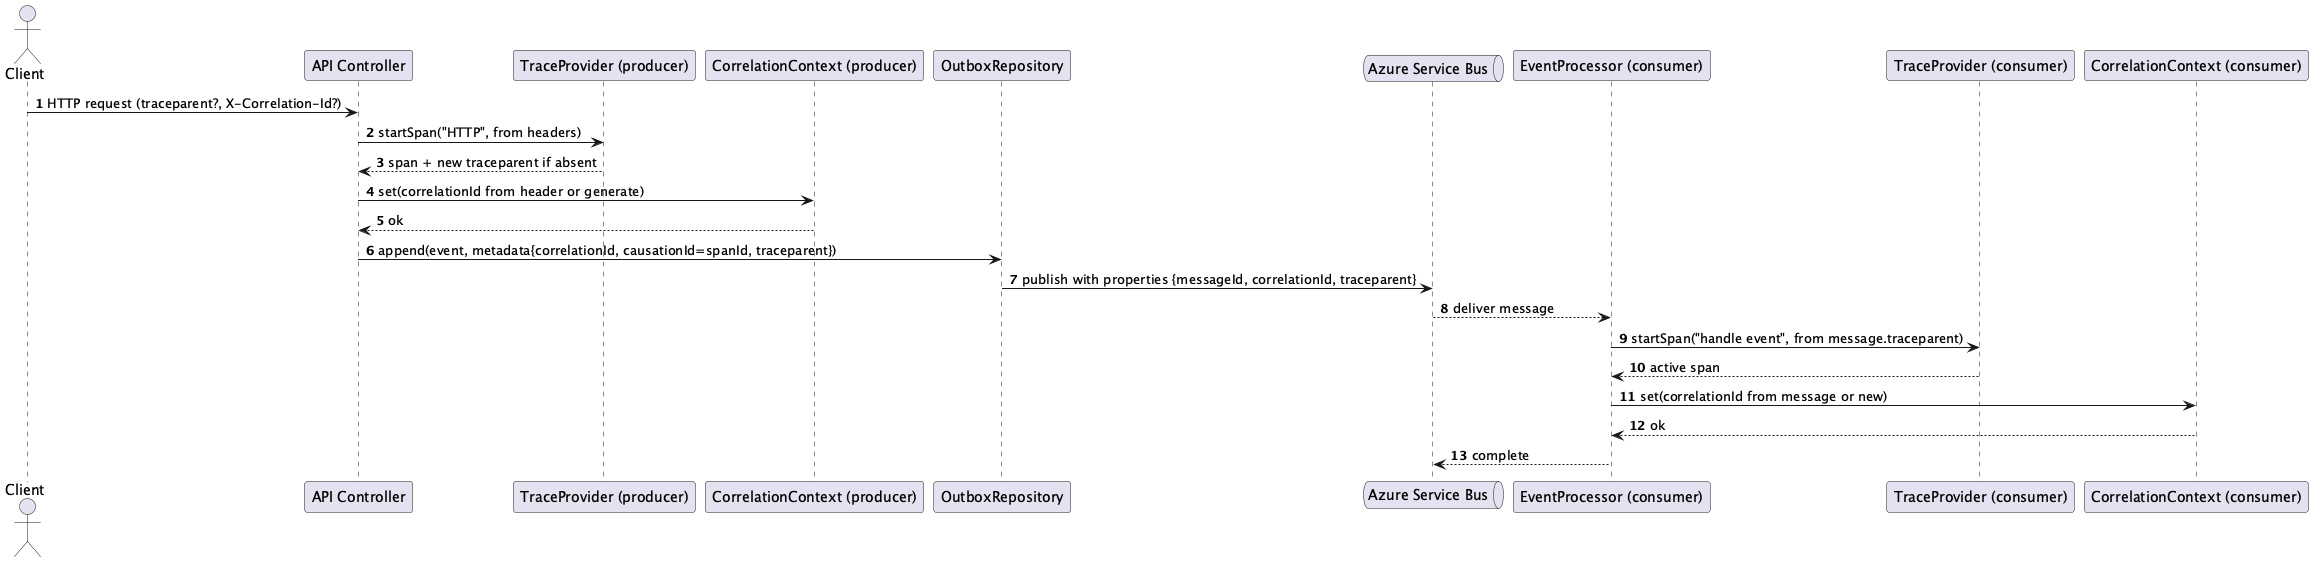 Client
API Controller
TraceProvider (producer)
CorrelationContext (producer)
OutboxRepository
Azure Service Bus
EventProcessor (consumer)
TraceProvider (consumer)
CorrelationContext (consumer)
1 HTTP request (traceparent?, X-Correlation-Id?)
2 startSpan("HTTP", from headers)
3 span + new traceparent if absent
4 set(correlationId from header or generate)
5 ok
6 append(event, metadata{correlationId, causationId=spanId, traceparent})
7 publish with properties {messageId, correlationId, traceparent}
8 deliver message
9 startSpan("handle event", from message.traceparent)
10 active span
11 set(correlationId from message or new)
12 ok
13 complete
Client
API Controller
TraceProvider (producer)
CorrelationContext (producer)
OutboxRepository
Azure Service Bus
EventProcessor (consumer)
TraceProvider (consumer)
CorrelationContext (consumer)